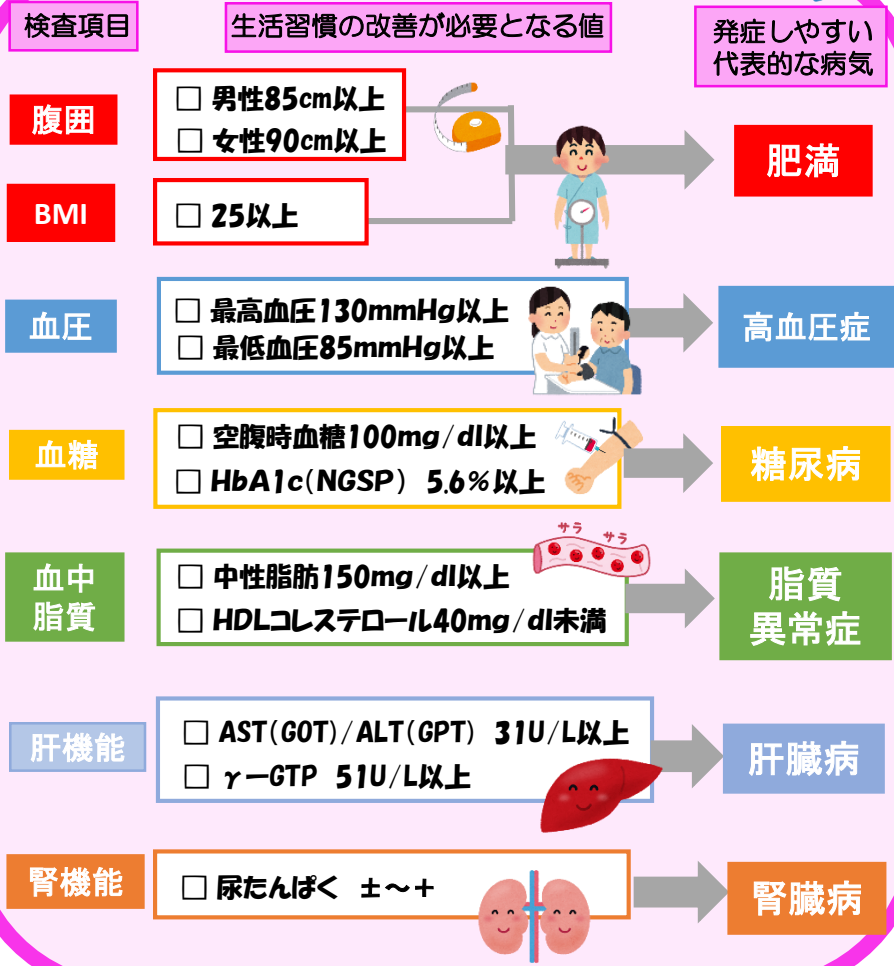 検査項目
生活習慣の改善が必要となる値
発症しやすい
代表的な病気
腹囲
□ 男性85cm以上
□ 女性90cm以上
BMI
□ 25以上
肥満
血圧
□ 最高血圧130mmHg以上
□ 最低血圧85mmHg以上
高血圧症
血糖
□ 空腹時血糖100mg/dl以上
□ HbA1c(NGSP) 5.6%以上
糖尿病
血中
脂質
サラ
サラ
□ 中性脂肪150mg/dl以上
□ HDLコレステロール40mg/dl未満
脂質
異常症
肝機能
□ AST(GOT)/ALT(GPT) 31U/L以上
□ γーGTP 51U/L以上
肝臓病
腎機能
□ 尿たんぱく ±～+
腎臓病